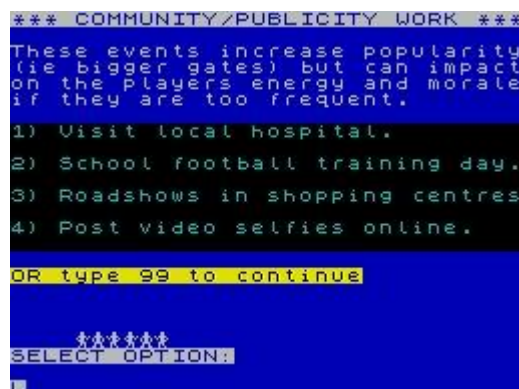 *** COMMUNITY/PUBLICITY WORK ***
These events increase popularity
(ie bigger gates) but can impact
on the players energy and morale
if they are too frequent.
1) Visit local hospital.
2) School football training day.
3) Roadshows in shopping centres
4) Post video selfies online.
OR type 99 to continue
SELECT OPTION:
L